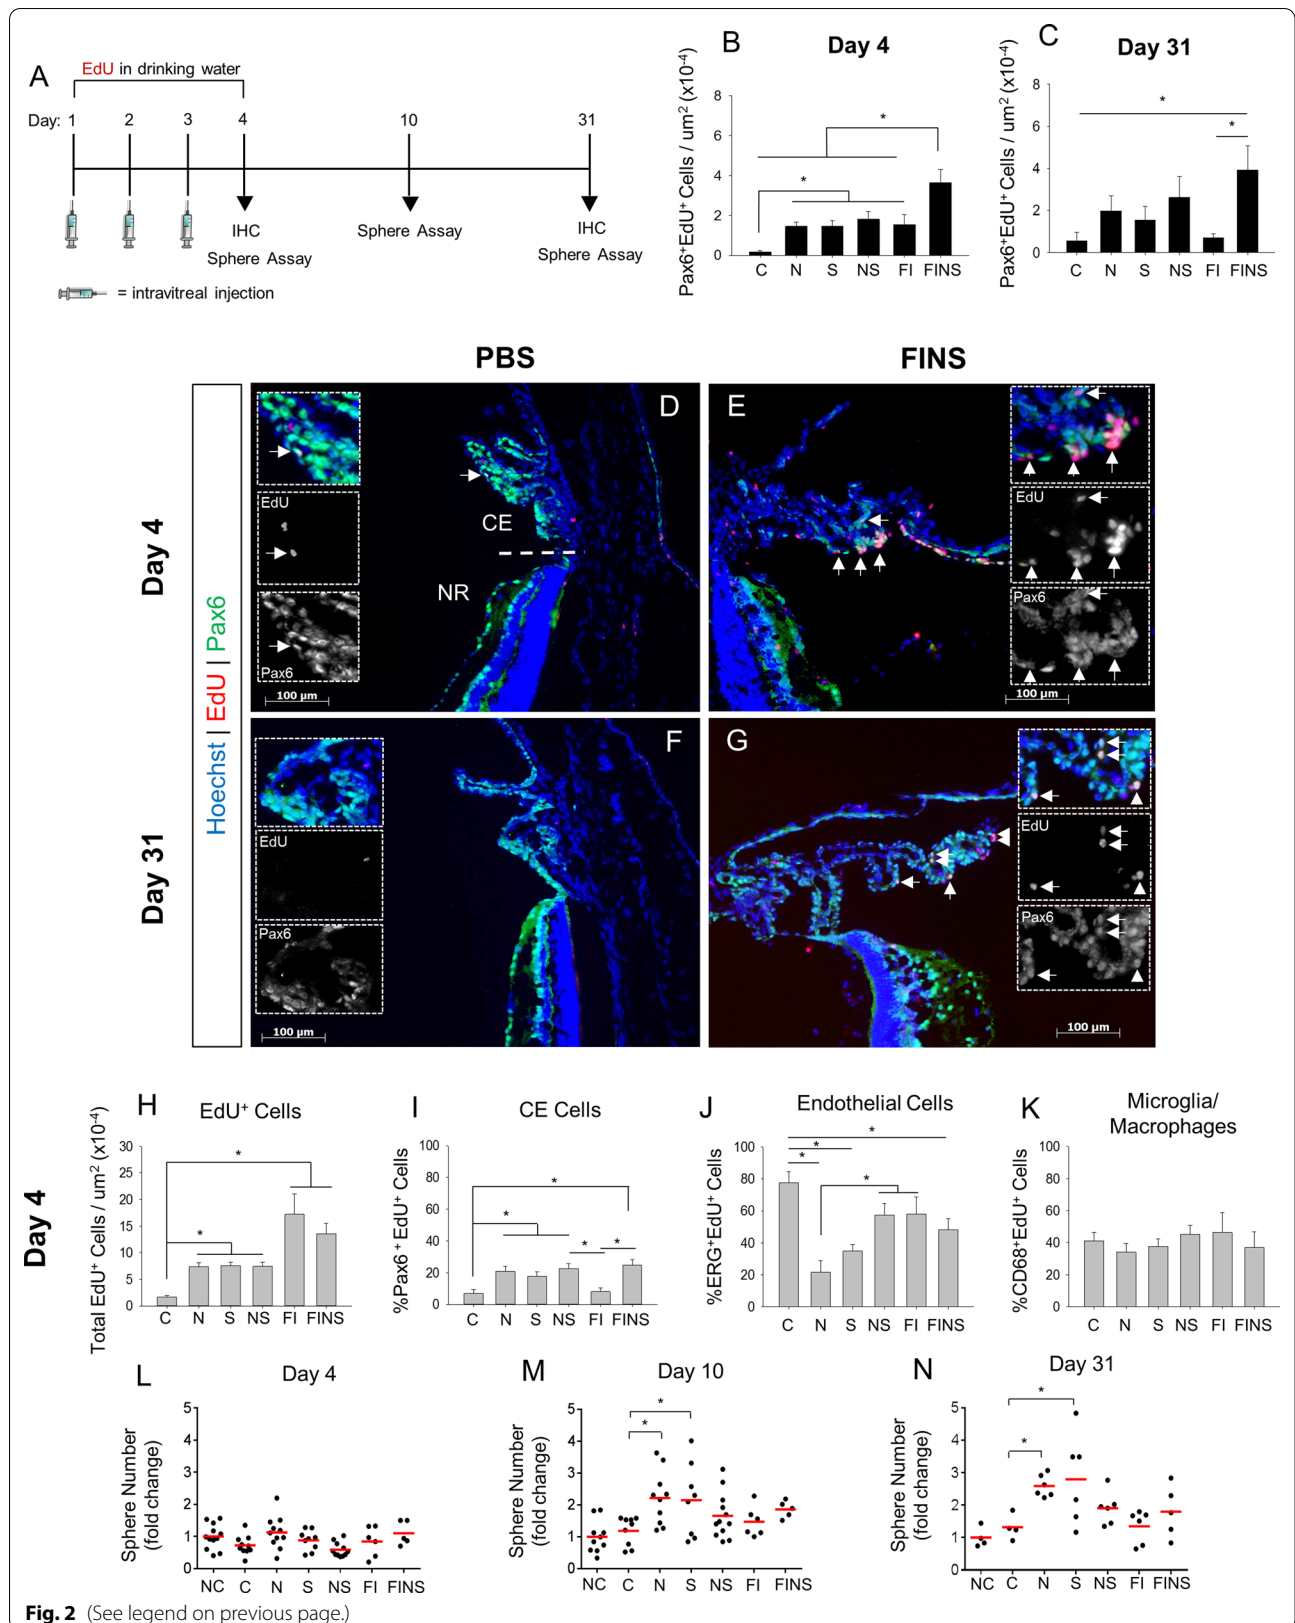 A
EdU in drinking water
Day: 1 2 3 4 10 31
IHC
Sphere Assay
Sphere Assay
IHC
Sphere Assay
= intravitreal injection
B
Day 4
Pax6⁺EdU⁺ Cells / um² (x10⁻⁴)
8
6
4
2
0
*
*
C N S NS FI FINS
C
Day 31
Pax6⁺EdU⁺ Cells / um² (x10⁻⁴)
8
6
4
2
0
*
*
C N S NS FI FINS
PBS
FINS
Day 4
Day 31
Hoechst | EdU | Pax6
D
EdU
Pax6
CE
NR
100 µm
E
EdU
Pax6
100 µm
F
EdU
Pax6
100 µm
G
EdU
Pax6
100 µm
Day 4
H
EdU⁺ Cells
Total EdU⁺ Cells / um² (x10⁻⁴)
30
25
20
15
10
5
0
*
*
C N S NS FI FINS
I
CE Cells
%Pax6⁺EdU⁺ Cells
100
80
60
40
20
0
*
*
* *
C N S NS FI FINS
J
Endothelial Cells
%ERG⁺EdU⁺ Cells
100
80
60
40
20
0
*
*
*
*
C N S NS FI FINS
K
Microglia/
Macrophages
%CD68⁺EdU⁺ Cells
100
80
60
40
20
0
C N S NS FI FINS
L
Day 4
Sphere Number
(fold change)
5
4
3
2
1
0
NC C N S NS FI FINS
M
Day 10
Sphere Number
(fold change)
5
4
3
2
1
0
*
*
NC C N S NS FI FINS
N
Day 31
Sphere Number
(fold change)
5
4
3
2
1
0
*
*
NC C N S NS FI FINS
Fig. 2 (See legend on previous page.)